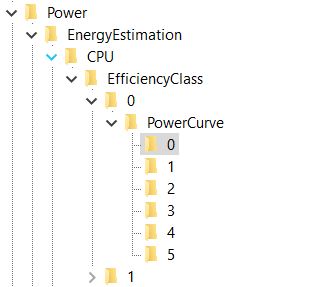 Power
EnergyEstimation
CPU
EfficiencyClass
0
PowerCurve
0
1
2
3
4
5
1